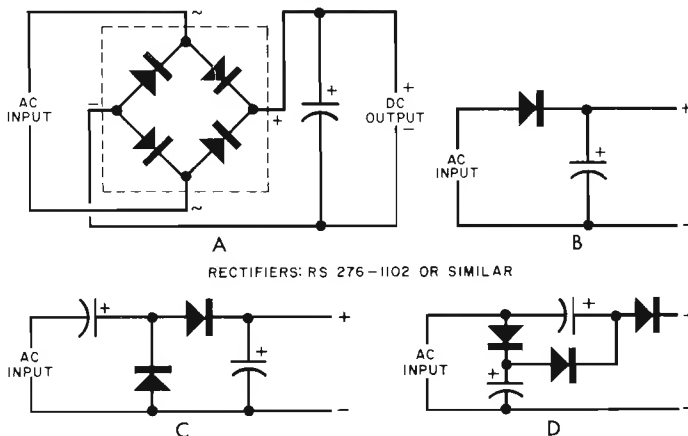 ~
AC
INPUT
−
+
~
+
+
DC
OUTPUT
−
A
AC
INPUT
+
+
−
B
RECTIFIERS: RS 276-1102 OR SIMILAR
AC
INPUT
+
+
+
−
C
AC
INPUT
+
+
+
−
D